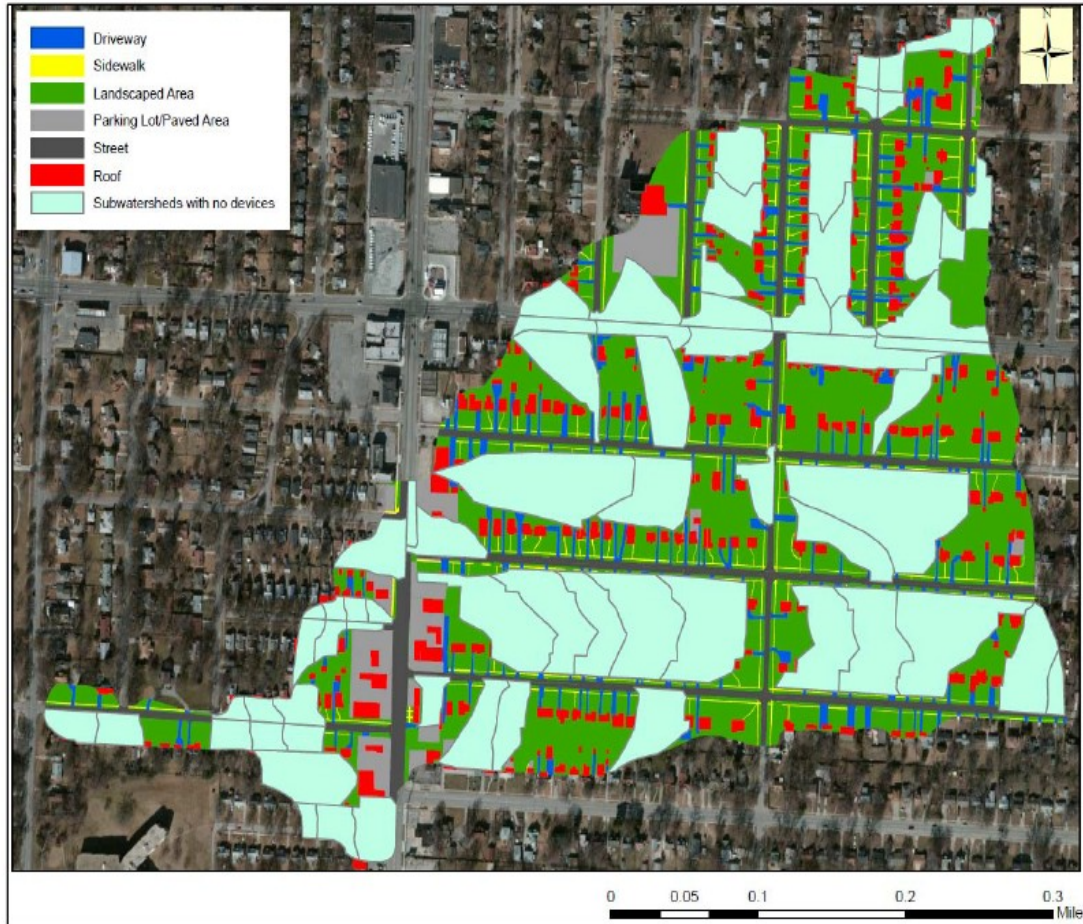 Driveway
Sidewalk
Landscaped Area
Parking Lot/Paved Area
Street
Roof
Subwatersheds with no devices
N
0 0.05 0.1 0.2 0.3
Mile